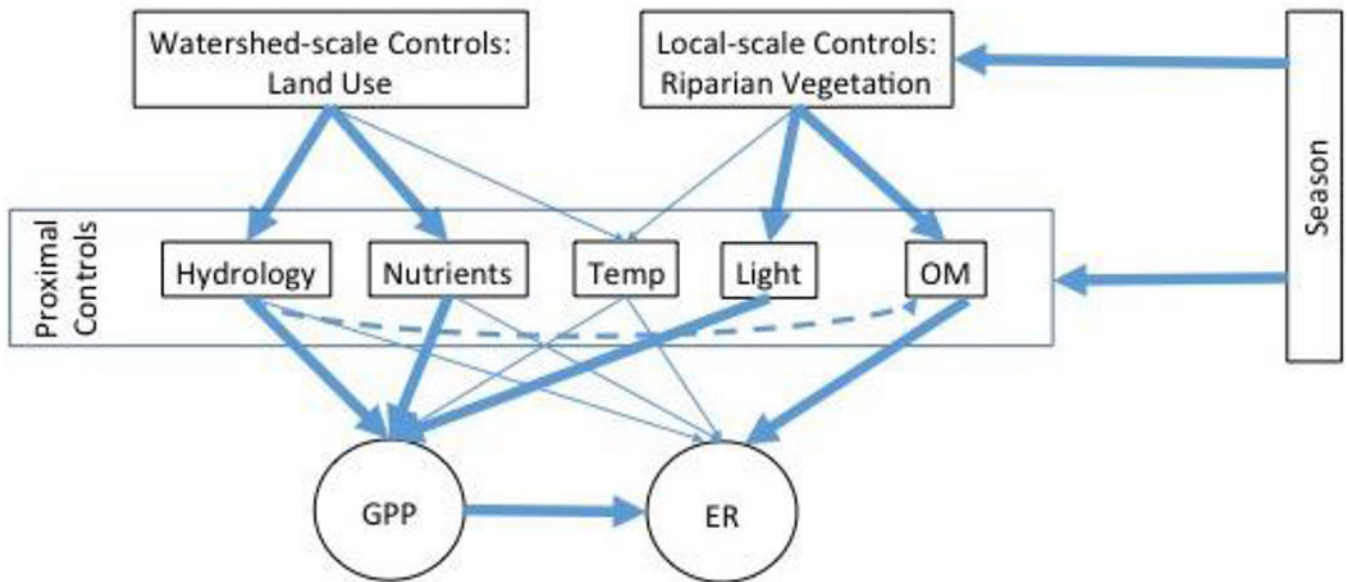 Watershed-scale Controls:
Land Use
Local-scale Controls:
Riparian Vegetation
Season
Proximal
Controls
Hydrology
Nutrients
Temp
Light
OM
GPP
ER